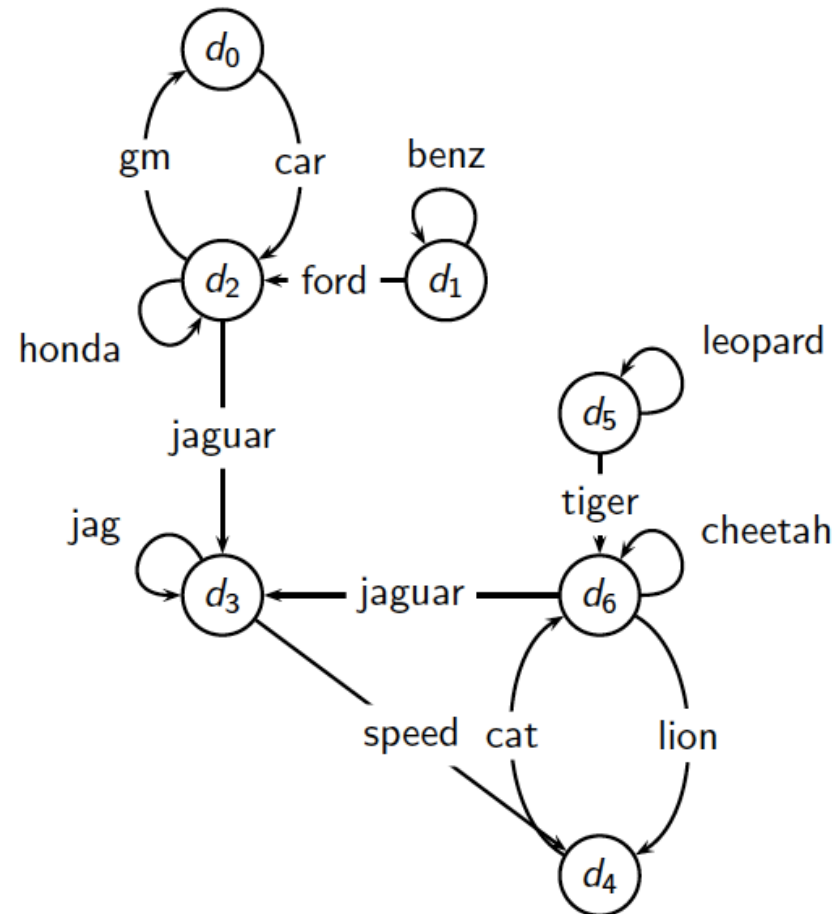 d0
gm
car
benz
d2
ford
d1
honda
leopard
d5
jaguar
tiger
jag
cheetah
d3
jaguar
d6
speed
cat
lion
d4